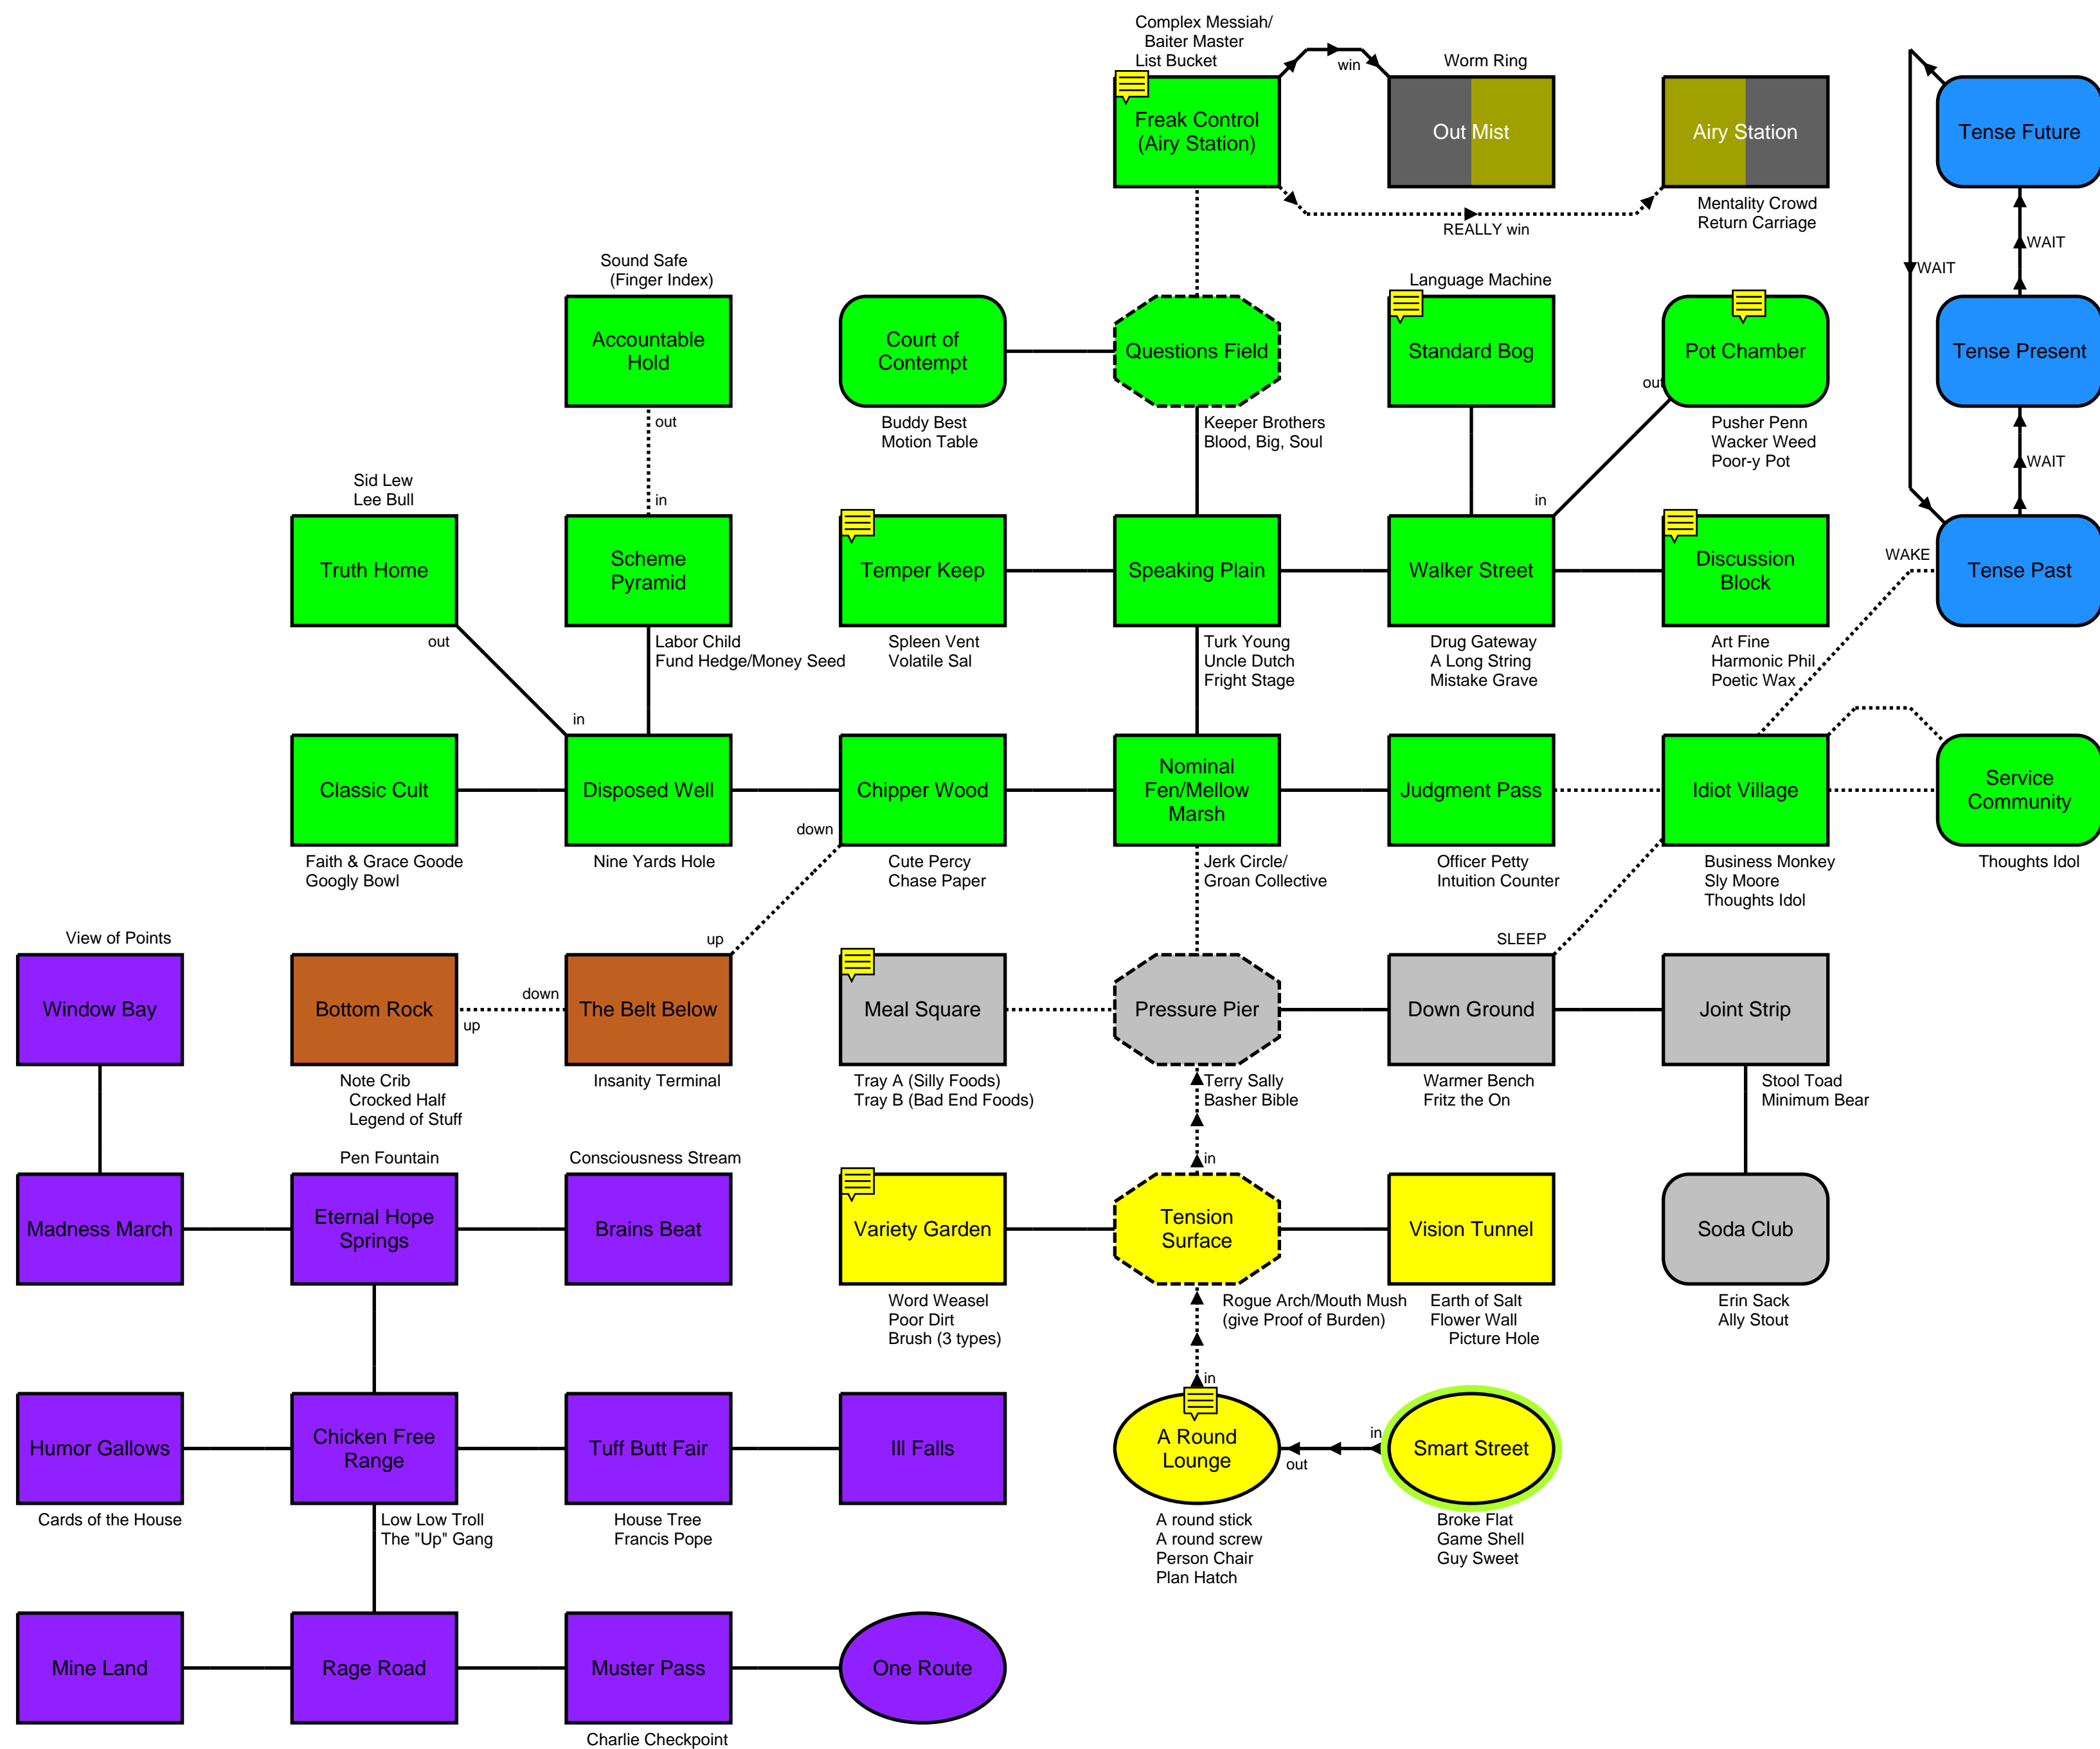 Complex Messiah/
Baiter Master
List Bucket
win
Worm Ring
Freak Control
(Airy Station)
Out Mist
Airy Station
Tense Future
Mentality Crowd
Return Carriage
REALLY win
WAIT
WAIT
Sound Safe
(Finger Index)
Language Machine
Accountable
Hold
Court of
Contempt
Questions Field
Standard Bog
Pot Chamber
Tense Present
out
out
Buddy Best
Motion Table
Keeper Brothers
Blood, Big, Soul
Pusher Penn
Wacker Weed
Poor-y Pot
WAIT
Sid Lew
Lee Bull
in
in
Truth Home
Scheme
Pyramid
Temper Keep
Speaking Plain
Walker Street
Discussion
Block
WAKE
Tense Past
out
Labor Child
Fund Hedge/Money Seed
Spleen Vent
Volatile Sal
Turk Young
Uncle Dutch
Fright Stage
Drug Gateway
A Long String
Mistake Grave
Art Fine
Harmonic Phil
Poetic Wax
in
Classic Cult
Disposed Well
Chipper Wood
Nominal
Fen/Mellow
Marsh
Judgment Pass
Idiot Village
Service
Community
down
Faith & Grace Goode
Googly Bowl
Nine Yards Hole
Cute Percy
Chase Paper
Jerk Circle/
Groan Collective
Officer Petty
Intuition Counter
Business Monkey
Sly Moore
Thoughts Idol
Thoughts Idol
View of Points
up
SLEEP
Window Bay
Bottom Rock
down
up
The Belt Below
Meal Square
Pressure Pier
Down Ground
Joint Strip
Note Crib
Crocked Half
Legend of Stuff
Insanity Terminal
Tray A (Silly Foods)
Tray B (Bad End Foods)
Terry Sally
Basher Bible
Warmer Bench
Fritz the On
Stool Toad
Minimum Bear
Pen Fountain
Consciousness Stream
in
Madness March
Eternal Hope
Springs
Brains Beat
Variety Garden
Tension
Surface
Vision Tunnel
Soda Club
Word Weasel
Poor Dirt
Brush (3 types)
Rogue Arch/Mouth Mush
(give Proof of Burden)
Earth of Salt
Flower Wall
Picture Hole
Erin Sack
Ally Stout
in
Humor Gallows
Chicken Free
Range
Tuff Butt Fair
Ill Falls
A Round
Lounge
in
out
Smart Street
Cards of the House
Low Low Troll
The "Up" Gang
House Tree
Francis Pope
A round stick
A round screw
Person Chair
Plan Hatch
Broke Flat
Game Shell
Guy Sweet
Mine Land
Rage Road
Muster Pass
One Route
Charlie Checkpoint